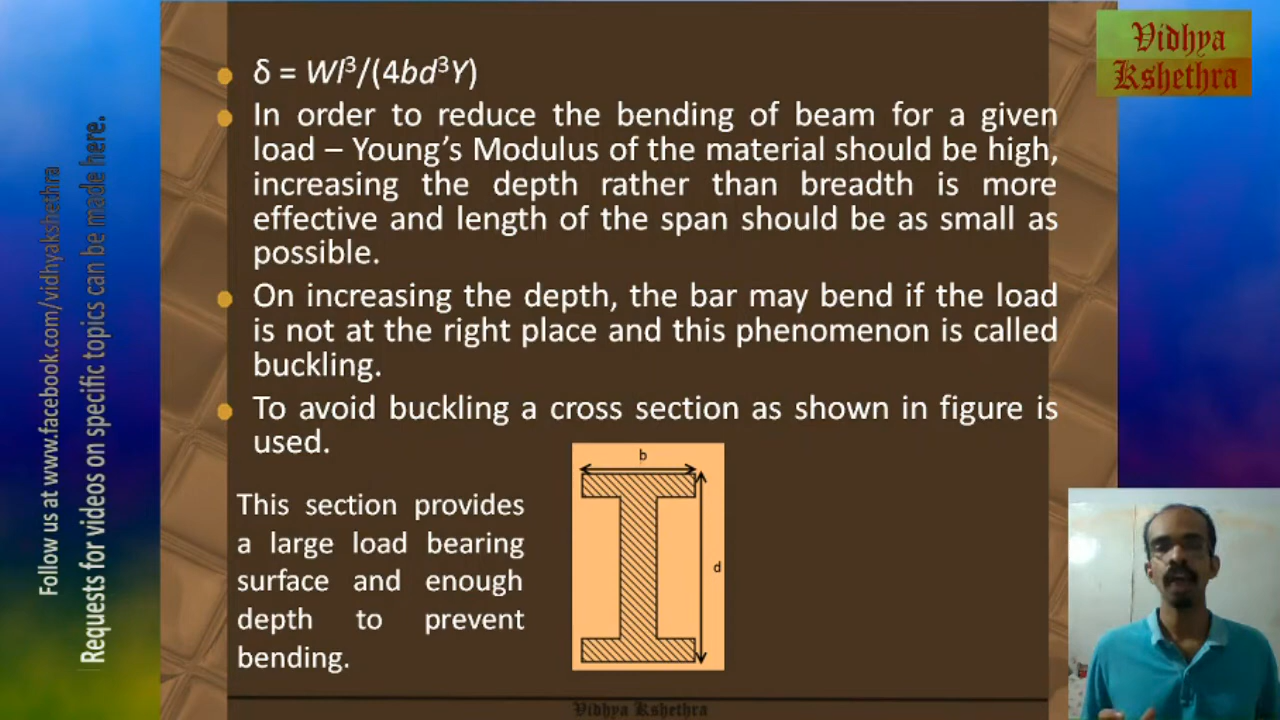 δ = Wl³/(4bd³Y)
In order to reduce the bending of beam for a given
load – Young’s Modulus of the material should be high,
increasing the depth rather than breadth is more
effective and length of the span should be as small as
possible.
On increasing the depth, the bar may bend if the load
is not at the right place and this phenomenon is called
buckling.
To avoid buckling a cross section as shown in figure is
used.
This section provides
a large load bearing
surface and enough
depth to prevent
bending.
b
d
Vidhya
Kshethra
Follow us at www.facebook.com/vidhyakshethra
Requests for videos on specific topics can be made here.
Vidhya Kshethra